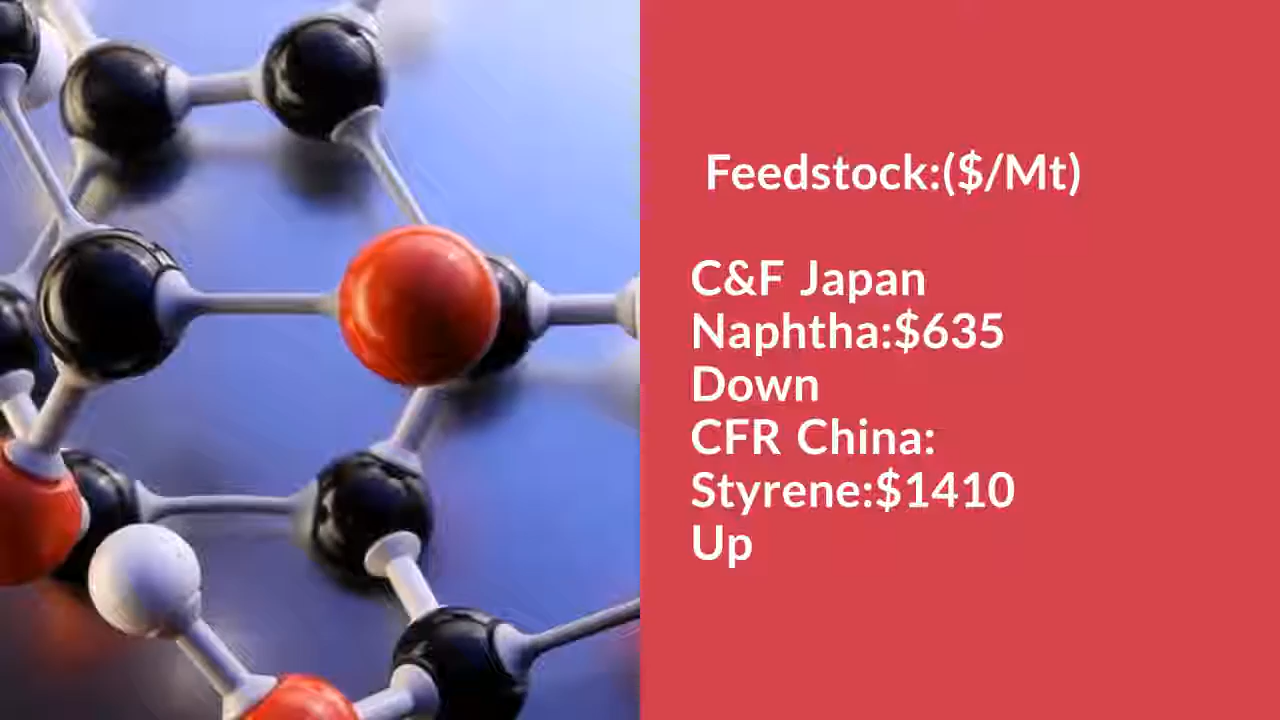 Feedstock:($/Mt)
C&F Japan
Naphtha:$635
Down
CFR China:
Styrene:$1410
Up